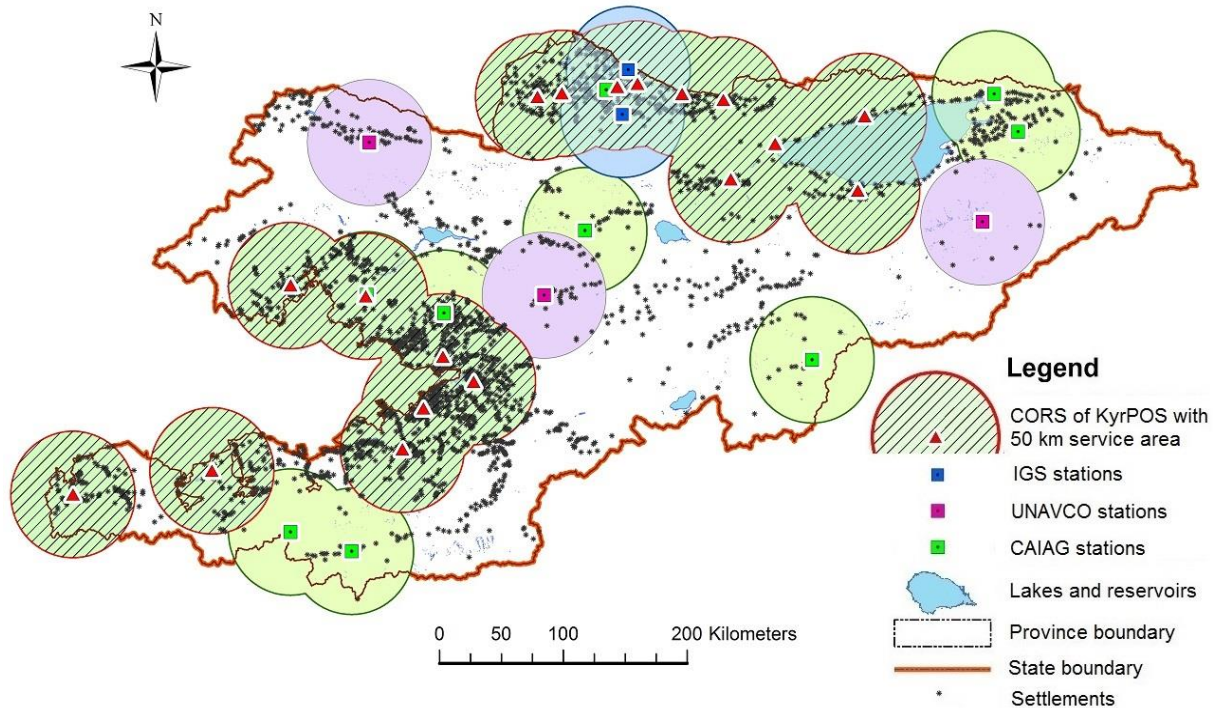 N
Legend
CORS of KyrPOS with
50 km service area
IGS stations
UNAVCO stations
CAIAG stations
Lakes and reservoirs
Province boundary
State boundary
Settlements
0 50 100 200 Kilometers